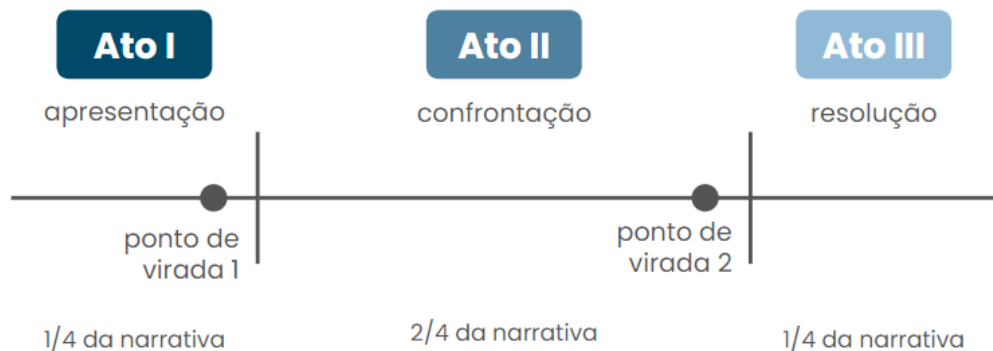 Ato I
Ato II
Ato III
apresentação
confrontação
resolução
ponto de
virada 1
ponto de
virada 2
1/4 da narrativa
2/4 da narrativa
1/4 da narrativa